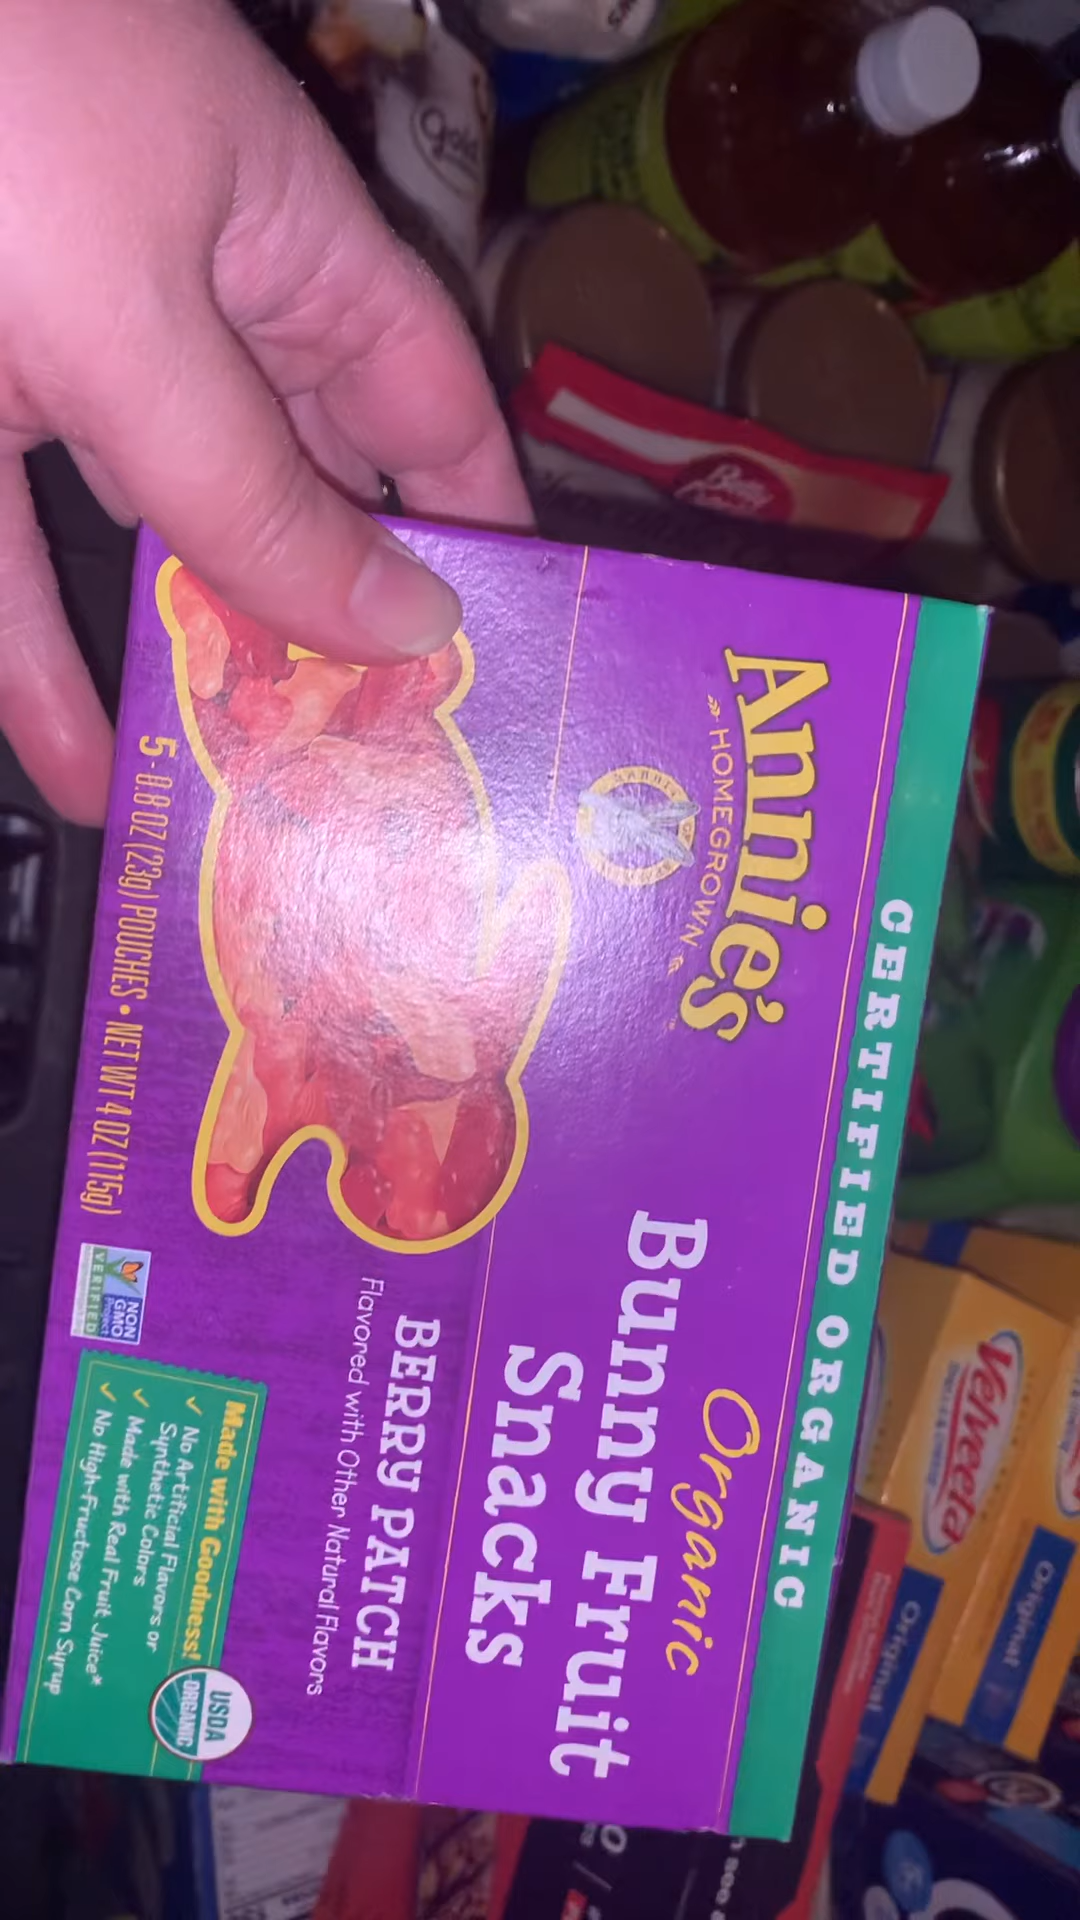 CERTIFIED ORGANIC
Annie's
HOMEGROWN
Organic
Bunny Fruit
Snacks
BERRY PATCH
Flavored with Other Natural Flavors
5-0.8 OZ (23g) POUCHES • NET WT 4 OZ (115g)
NON
GMO
Project
VERIFIED
Made with Goodness!
✓ No Artificial Flavors or
Synthetic Colors
✓ Made with Real Fruit Juice*
✓ No High-Fructose Corn Syrup
USDA
ORGANIC
Gold
Betty
Velveeta
Original
Original